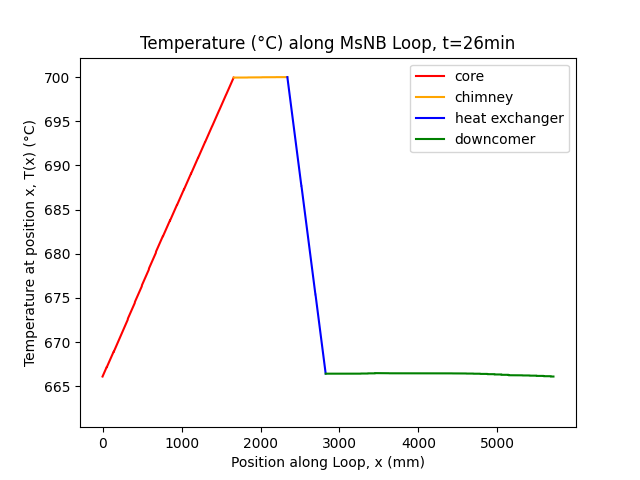 Temperature (°C) along MsNB Loop, t=26min
Temperature at position x, T(x) (°C)
700
695
690
685
680
675
670
665
core
chimney
heat exchanger
downcomer
0 1000 2000 3000 4000 5000
Position along Loop, x (mm)